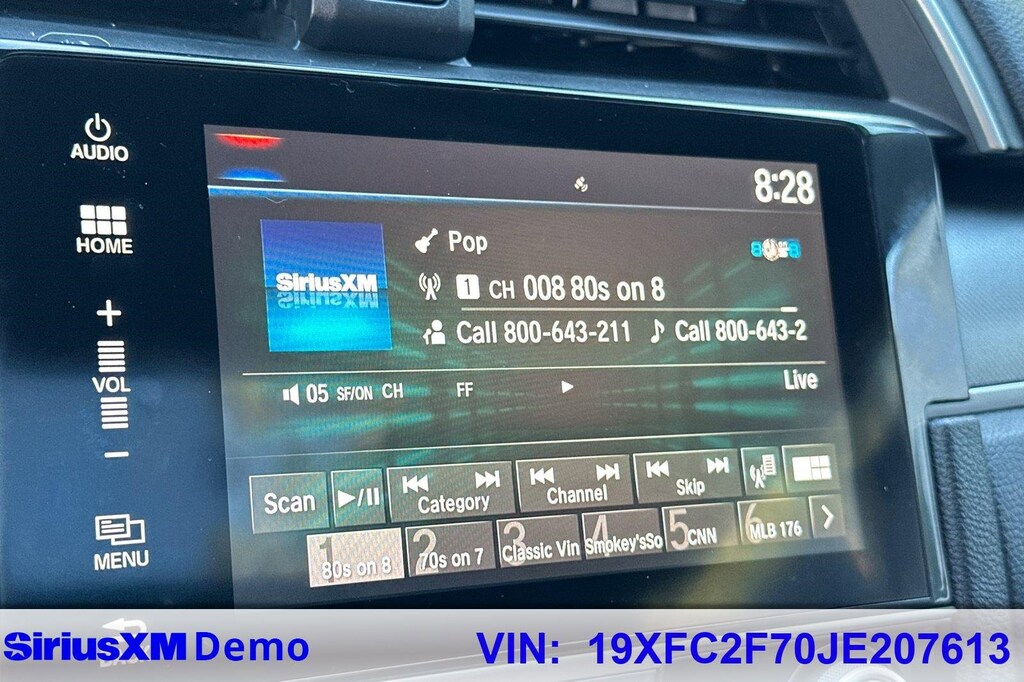 AUDIO
HOME
VOL
MENU
BACK
8:28
SiriusXM
Pop
1 CH 008 80s on 8
Call 800-643-211 Call 800-643-2
05 SF/ON CH FF
Live
Scan Category Channel Skip
1 80s on 8
2 70s on 7
3 Classic Vin
4 Smokey'sSo
5 CNN
6 MLB 176
SiriusXM Demo VIN: 19XFC2F70JE207613